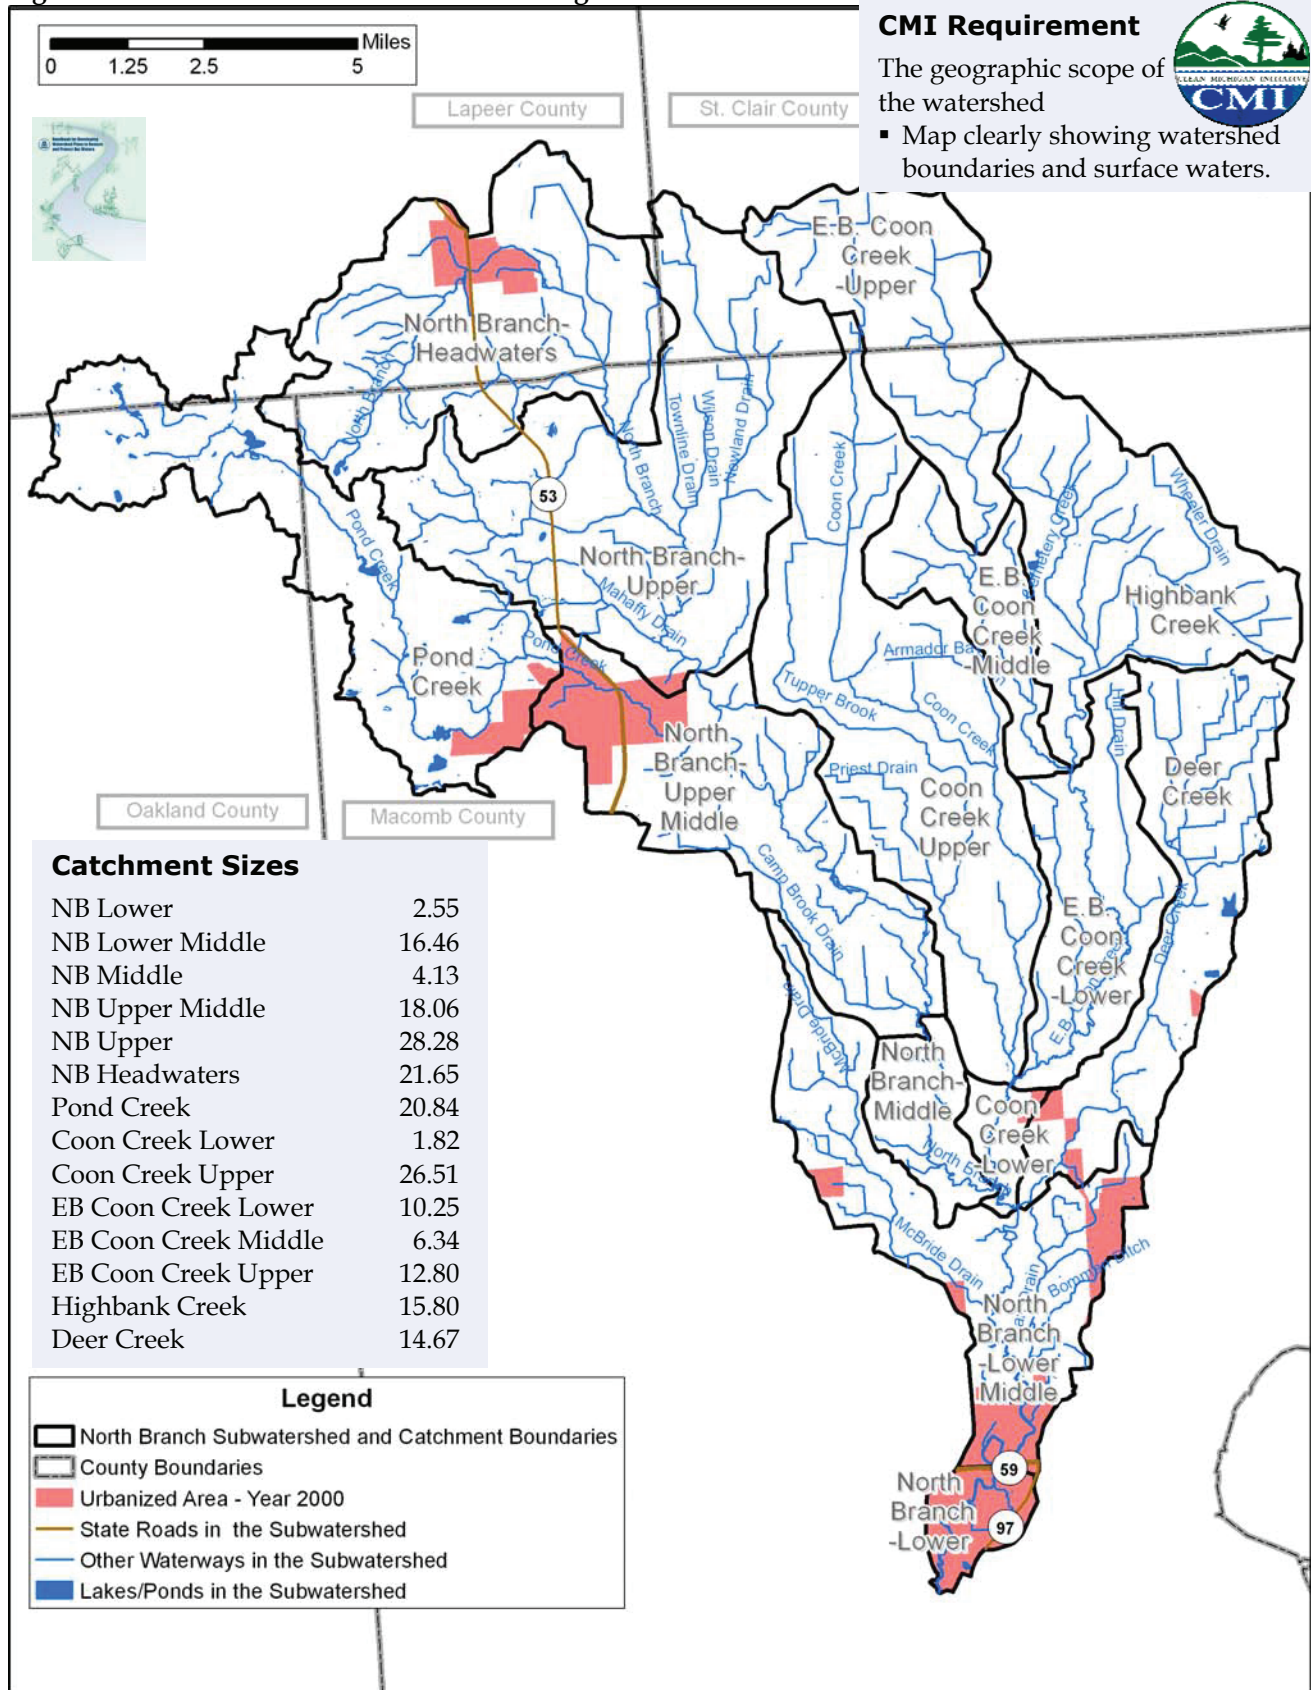 Miles
0 1.25 2.5 5
CMI Requirement
The geographic scope of
the watershed
▪ Map clearly showing watershed
boundaries and surface waters.
CLEAN MICHIGAN INITIATIVE
CMI
Lapeer County
St. Clair County
E.B. Coon
Creek
-Upper
North Branch-
Headwaters
North Branch
North Branch
Townline Drain
Wilson Drain
Nowland Drain
Coon Creek
Wheeler Drain
53
Pond Creek
North Branch-
Upper
Mahaffy Drain
E.B.
Coon
Creek
-Middle
Highbank
Creek
Pond Creek
Pond
Creek
Tupper Brook
Coon Creek
North
Branch-
Upper
Middle
Priest Drain
Coon
Creek
Upper
Deer
Creek
Oakland County
Macomb County
Camp Brook Drain
E.B.
Coon
Creek
-Lower
Deer Creek
McBride Drain
North
Branch-
Middle
Coon
Creek
-Lower
North Branch
McBride Drain
North
Branch
-Lower
Middle
59
North
Branch
-Lower
97
Catchment Sizes
NB Lower 2.55
NB Lower Middle 16.46
NB Middle 4.13
NB Upper Middle 18.06
NB Upper 28.28
NB Headwaters 21.65
Pond Creek 20.84
Coon Creek Lower 1.82
Coon Creek Upper 26.51
EB Coon Creek Lower 10.25
EB Coon Creek Middle 6.34
EB Coon Creek Upper 12.80
Highbank Creek 15.80
Deer Creek 14.67
Legend
North Branch Subwatershed and Catchment Boundaries
County Boundaries
Urbanized Area - Year 2000
State Roads in the Subwatershed
Other Waterways in the Subwatershed
Lakes/Ponds in the Subwatershed